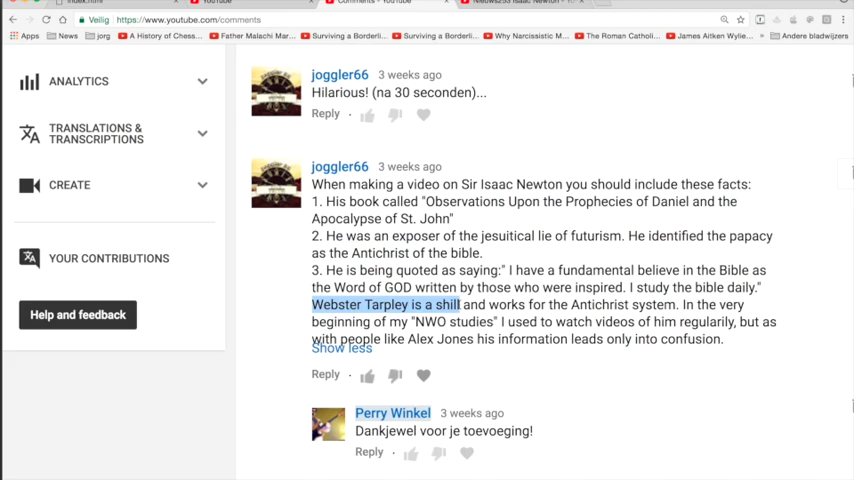 index.html
YouTube
Comments - YouTube
Nieuws253 Isaac Newton - Y
Veilig
https://www.youtube.com/comments
Apps
News
jorg
A History of Chess...
Father Malachi Mar...
Surviving a Borderli...
Surviving a Borderli...
Why Narcissistic M...
The Roman Catholi...
James Aitken Wylie...
»
Andere bladwijzers
ANALYTICS
TRANSLATIONS &
TRANSCRIPTIONS
CREATE
YOUR CONTRIBUTIONS
Help and feedback
joggler66 3 weeks ago
Hilarious! (na 30 seconden)...
Reply
joggler66 3 weeks ago
When making a video on Sir Isaac Newton you should include these facts:
1. His book called "Observations Upon the Prophecies of Daniel and the
Apocalypse of St. John"
2. He was an exposer of the jesuitical lie of futurism. He identified the papacy
as the Antichrist of the bible.
3. He is being quoted as saying:" I have a fundamental believe in the Bible as
the Word of GOD written by those who were inspired. I study the bible daily."
Webster Tarpley is a shill and works for the Antichrist system. In the very
beginning of my "NWO studies" I used to watch videos of him regularily, but as
with people like Alex Jones his information leads only into confusion.
Show less
Reply
Perry Winkel 3 weeks ago
Dankjewel voor je toevoeging!
Reply